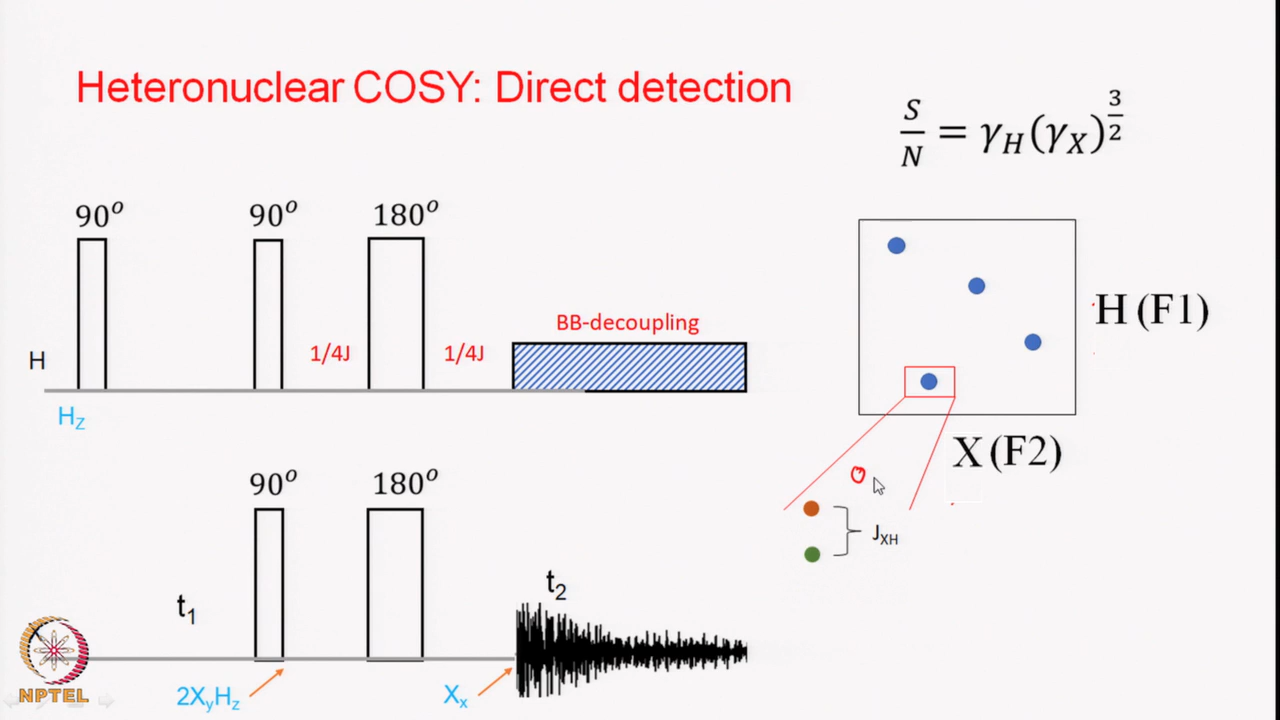 Heteronuclear COSY: Direct detection
S/N = γ_H(γ_X)^{3/2}
90° 90° 180°
BB-decoupling
1/4J 1/4J
H
H_Z
H (F1)
X (F2)
90° 180°
J_XH
t_1
t_2
2X_yH_z
X_x
NPTEL